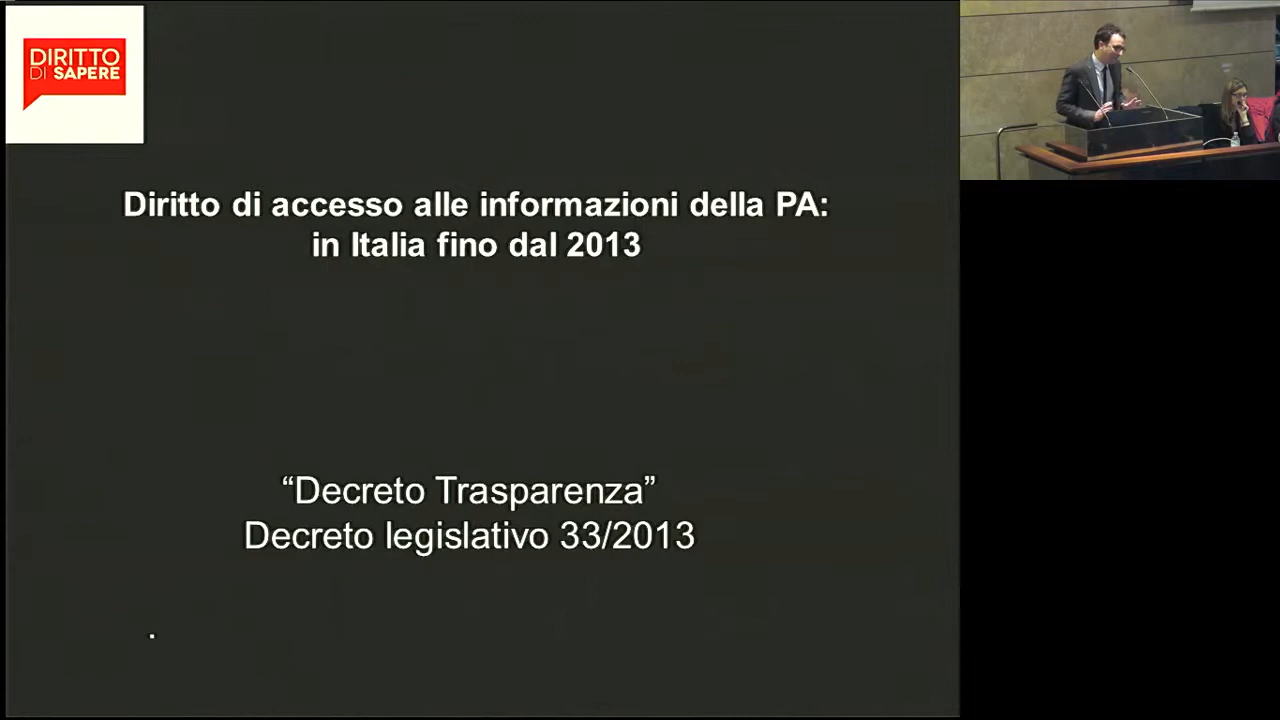 DIRITTO
DI SAPERE
Diritto di accesso alle informazioni della PA:
in Italia fino dal 2013
“Decreto Trasparenza”
Decreto legislativo 33/2013
.